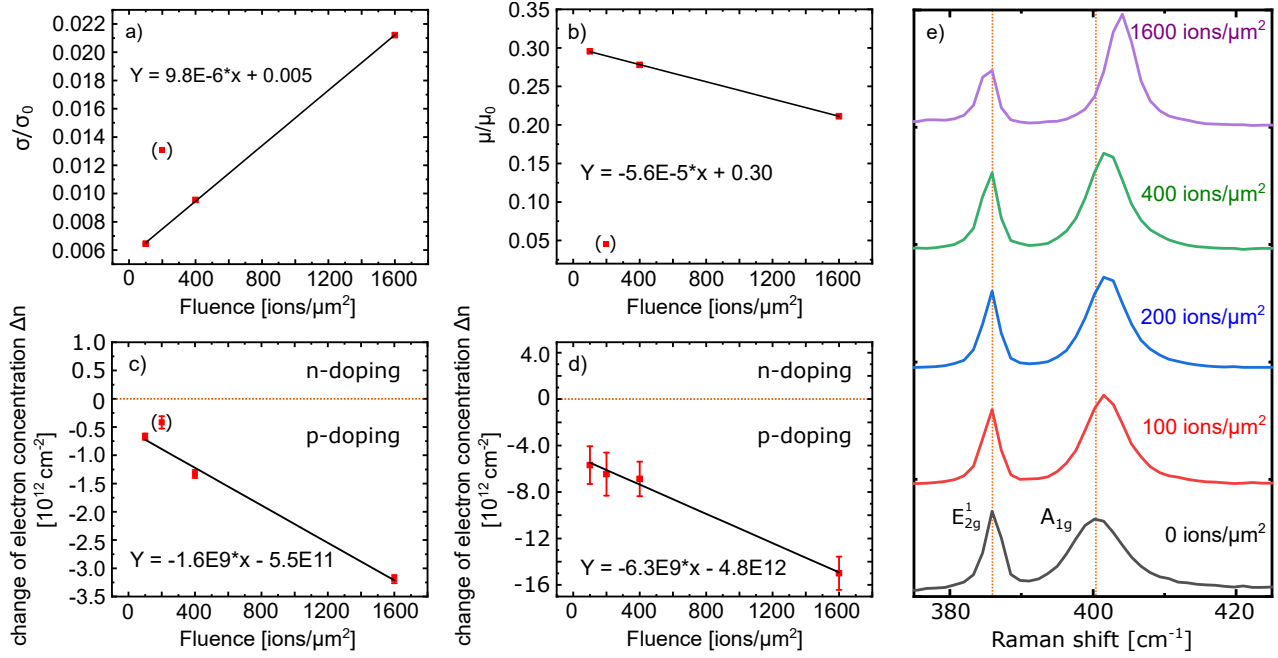 a)
Y = 9.8E-6*x + 0.005
( )
0.022
0.020
0.018
0.016
0.014
0.012
0.010
0.008
0.006
σ/σ0
0 400 800 1200 1600
Fluence [ions/µm²]
b)
Y = -5.6E-5*x + 0.30
( )
0.35
0.30
0.25
0.20
0.15
0.10
0.05
0.00
µ/µ0
0 400 800 1200 1600
Fluence [ions/µm²]
c)
n-doping
p-doping
( )
Y = -1.6E9*x - 5.5E11
1.0
0.5
0
-0.5
-1.0
-1.5
-2.0
-2.5
-3.0
-3.5
change of electron concentration Δn
[10¹² cm⁻²]
0 400 800 1200 1600
Fluence [ions/µm²]
d)
n-doping
p-doping
Y = -6.3E9*x - 4.8E12
4.0
0
-4.0
-8.0
-12
-16
change of electron concentration Δn
[10¹² cm⁻²]
0 400 800 1200 1600
Fluence [ions/µm²]
e)
1600 ions/µm²
400 ions/µm²
200 ions/µm²
100 ions/µm²
E¹2g A1g
0 ions/µm²
380 400 420
Raman shift [cm⁻¹]